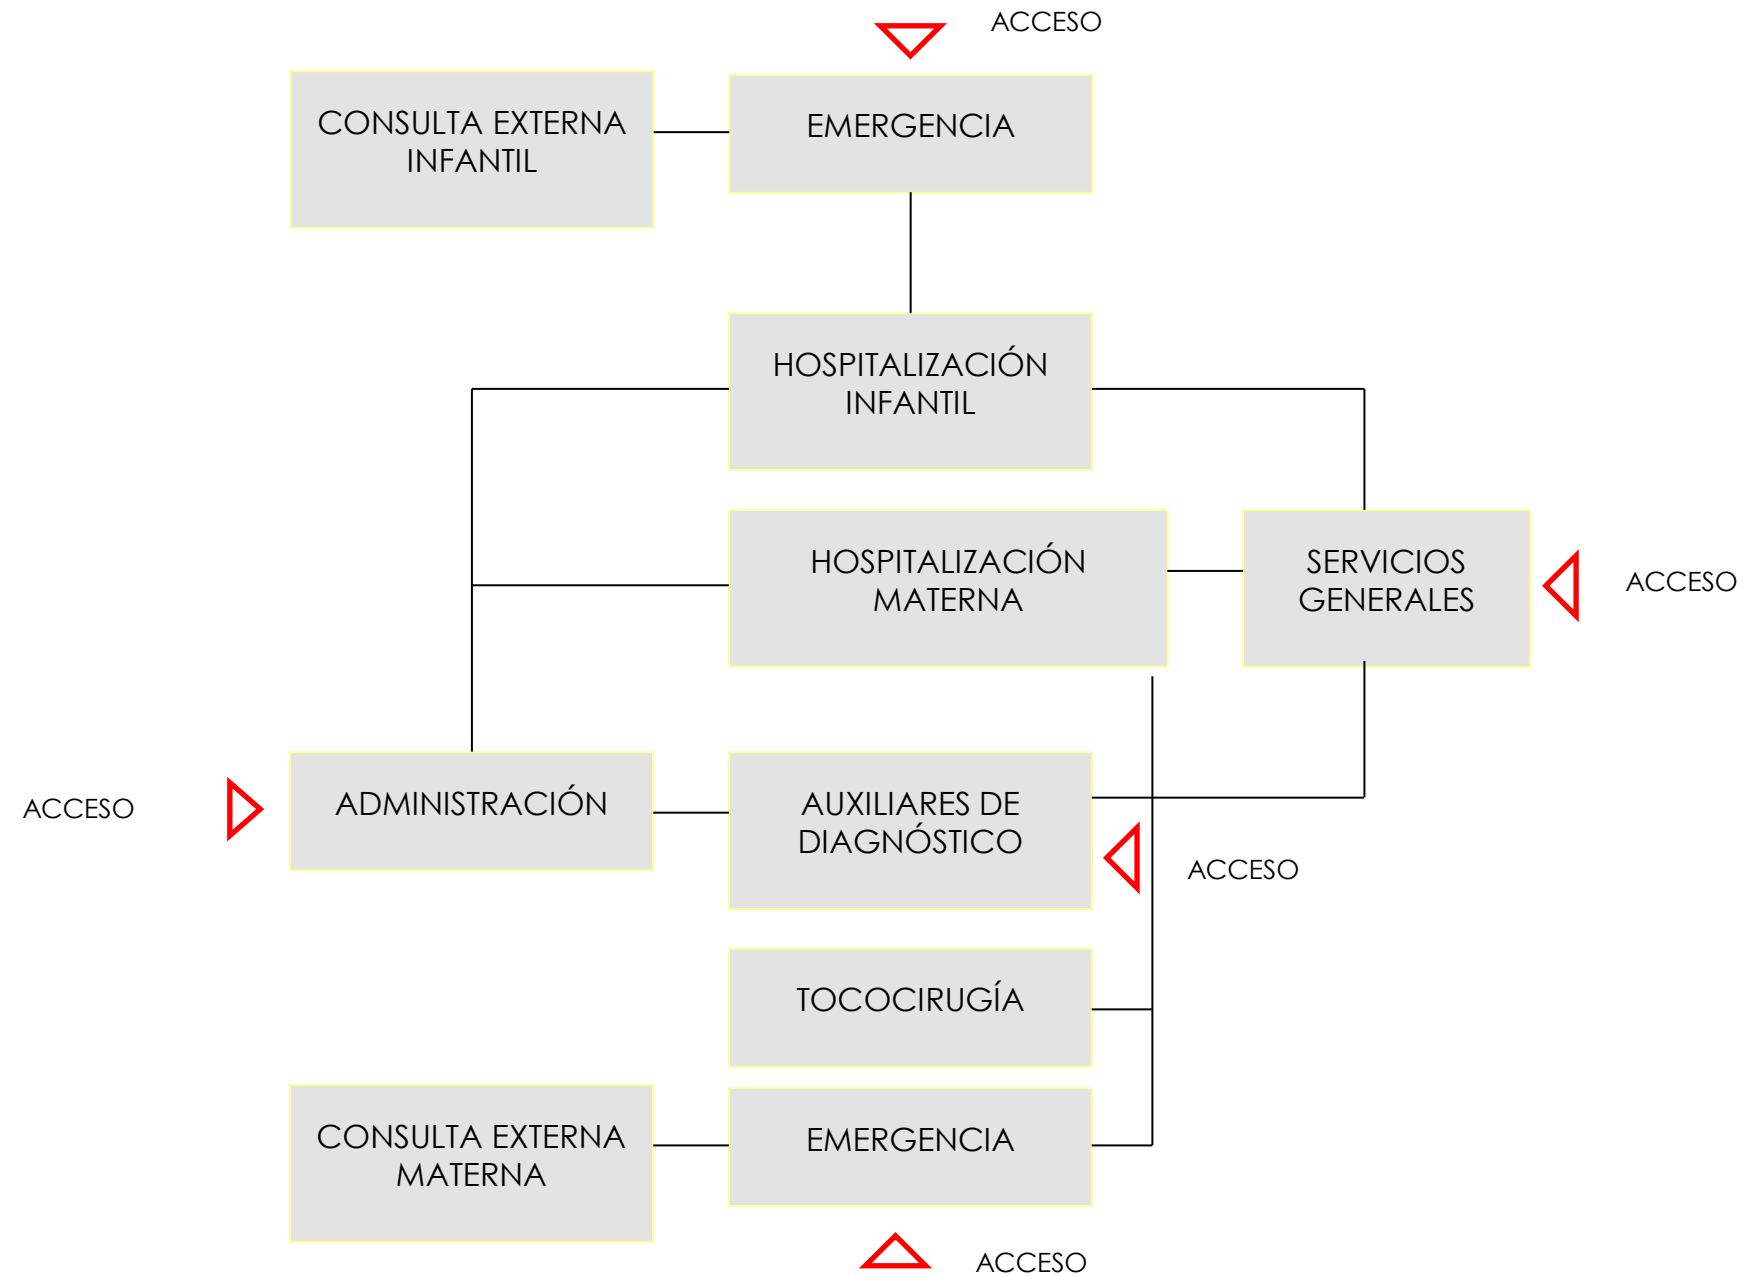 ACCESO
CONSULTA EXTERNA
INFANTIL
EMERGENCIA
HOSPITALIZACIÓN
INFANTIL
HOSPITALIZACIÓN
MATERNA
SERVICIOS
GENERALES
ACCESO
ACCESO
ADMINISTRACIÓN
AUXILIARES DE
DIAGNÓSTICO
ACCESO
TOCOCIRUGÍA
CONSULTA EXTERNA
MATERNA
EMERGENCIA
ACCESO